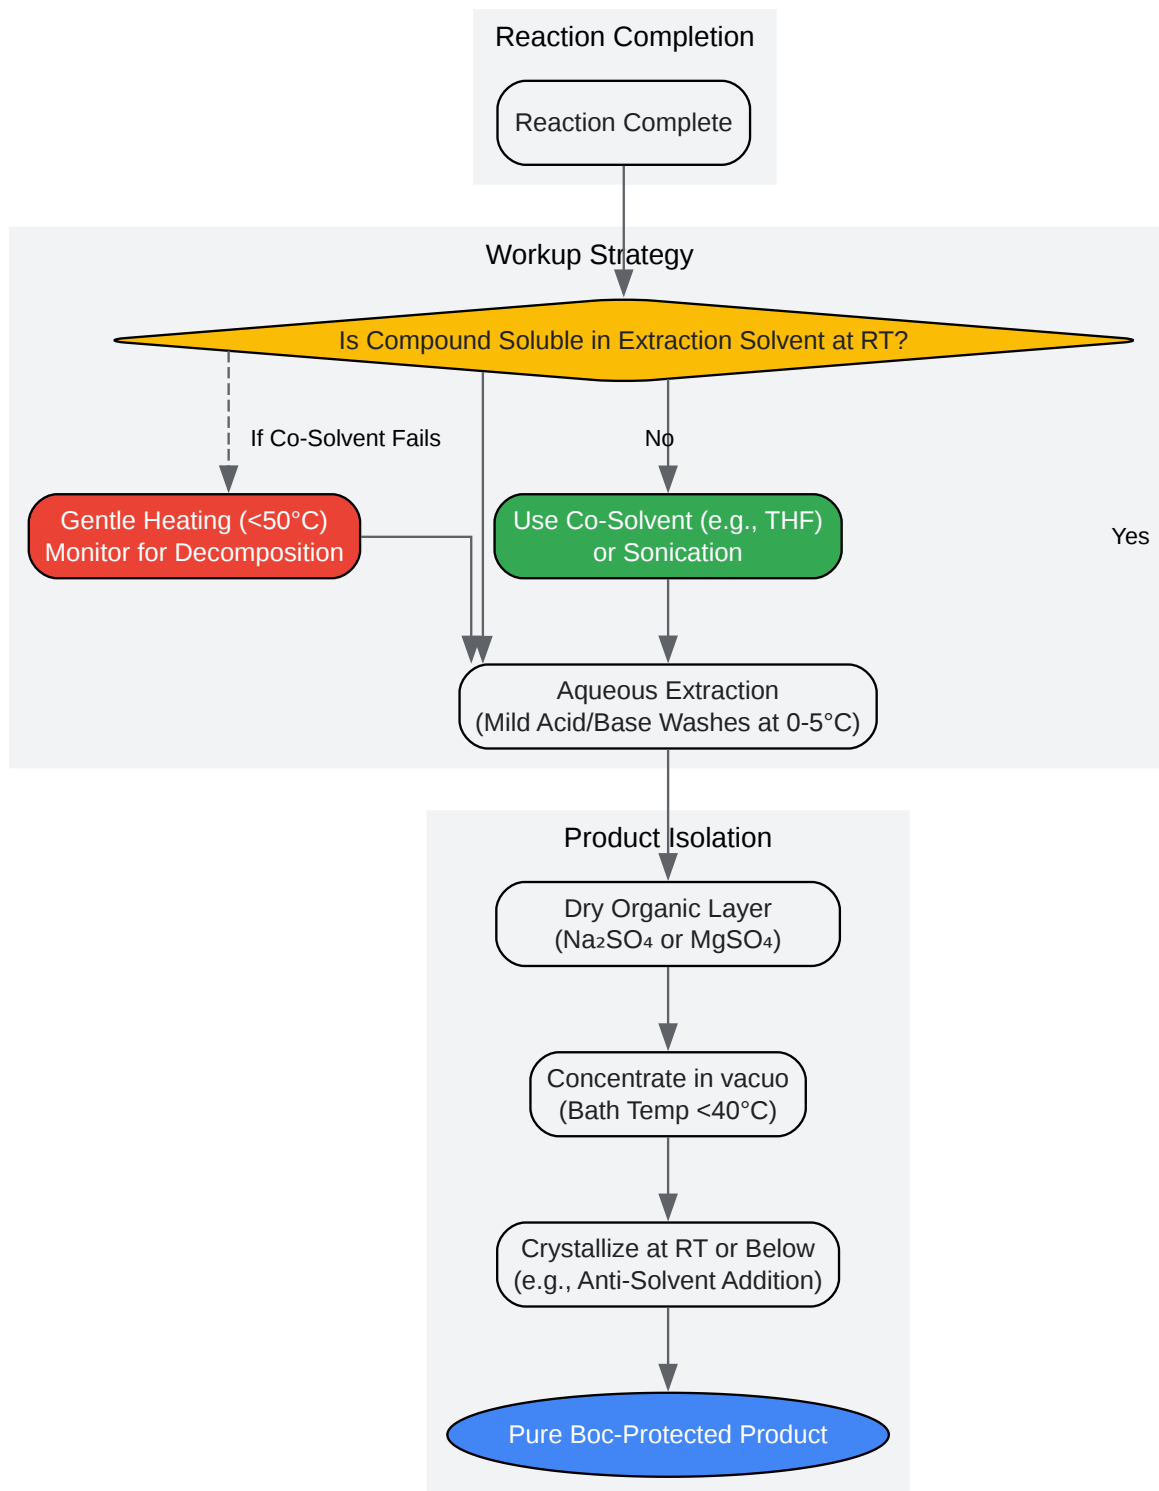 Reaction Completion
Reaction Complete
Workup Strategy
Is Compound Soluble in Extraction Solvent at RT?
If Co-Solvent Fails
No
Gentle Heating (<50°C)
Monitor for Decomposition
Use Co-Solvent (e.g., THF)
or Sonication
Yes
Aqueous Extraction
(Mild Acid/Base Washes at 0-5°C)
Product Isolation
Dry Organic Layer
(Na₂SO₄ or MgSO₄)
Concentrate in vacuo
(Bath Temp <40°C)
Crystallize at RT or Below
(e.g., Anti-Solvent Addition)
Pure Boc-Protected Product